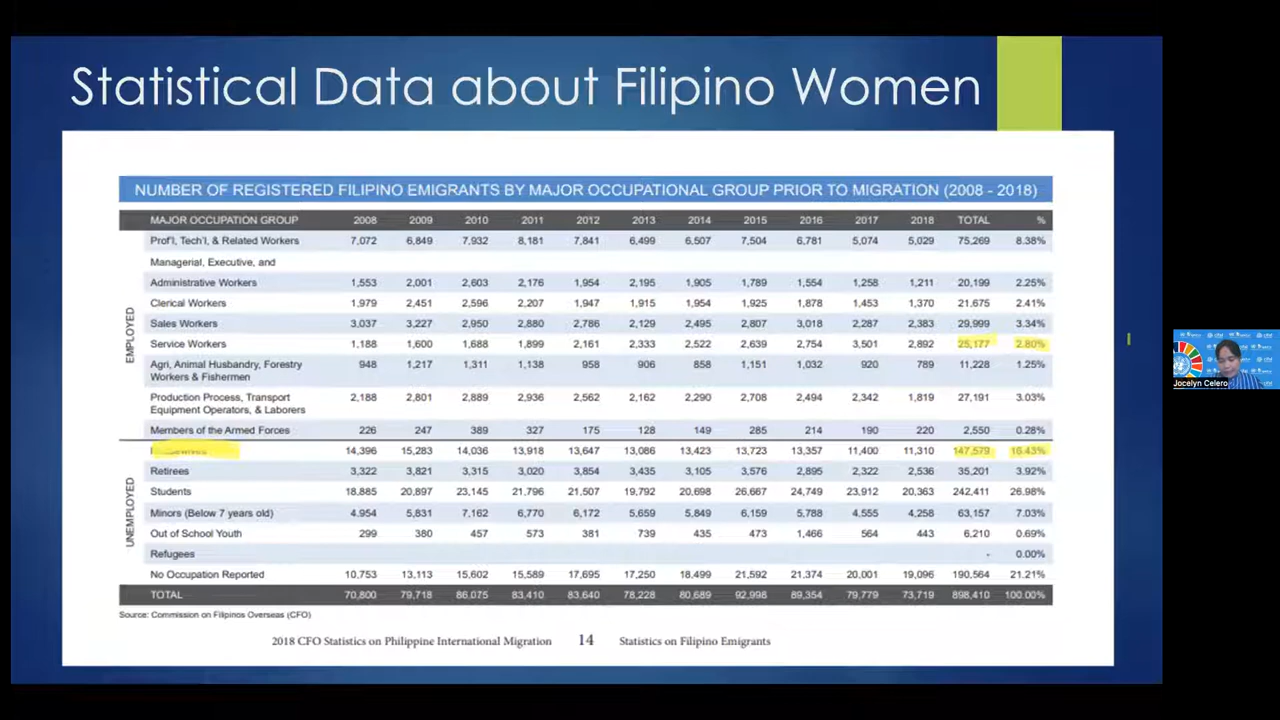 Statistical Data about Filipino Women
NUMBER OF REGISTERED FILIPINO EMIGRANTS BY MAJOR OCCUPATIONAL GROUP PRIOR TO MIGRATION (2008 - 2018)
MAJOR OCCUPATION GROUP 2008 2009 2010 2011 2012 2013 2014 2015 2016 2017 2018 TOTAL %
EMPLOYED
Prof'l, Tech'l, & Related Workers 7,072 6,849 7,932 8,181 7,841 6,499 6,507 7,504 6,781 5,074 5,029 75,269 8.38%
Managerial, Executive, and
Administrative Workers 1,553 2,001 2,603 2,176 1,954 2,195 1,905 1,789 1,554 1,258 1,211 20,199 2.25%
Clerical Workers 1,979 2,451 2,596 2,207 1,947 1,915 1,954 1,925 1,878 1,453 1,370 21,675 2.41%
Sales Workers 3,037 3,227 2,950 2,880 2,786 2,129 2,495 2,807 3,018 2,287 2,383 29,999 3.34%
Service Workers 1,188 1,600 1,688 1,899 2,161 2,333 2,522 2,639 2,754 3,501 2,892 25,177 2.80%
Agri, Animal Husbandry, Forestry 948 1,217 1,311 1,138 958 906 858 1,151 1,032 920 789 11,228 1.25%
Workers & Fishermen
Production Process, Transport 2,188 2,801 2,889 2,936 2,562 2,162 2,290 2,708 2,494 2,342 1,819 27,191 3.03%
Equipment Operators, & Laborers
Members of the Armed Forces 226 247 389 327 175 128 149 285 214 190 220 2,550 0.28%
UNEMPLOYED
14,396 15,283 14,036 13,918 13,647 13,086 13,423 13,723 13,357 11,400 11,310 147,579 16.43%
Retirees 3,322 3,821 3,315 3,020 3,854 3,435 3,105 3,576 2,895 2,322 2,536 35,201 3.92%
Students 18,885 20,897 23,145 21,796 21,507 19,792 20,698 26,667 24,749 23,912 20,363 242,411 26.98%
Minors (Below 7 years old) 4,954 5,831 7,162 6,770 6,172 5,659 5,849 6,159 5,788 4,555 4,258 63,157 7.03%
Out of School Youth 299 380 457 573 381 739 435 473 1,466 564 443 6,210 0.69%
Refugees - 0.00%
No Occupation Reported 10,753 13,113 15,602 15,589 17,695 17,250 18,499 21,592 21,374 20,001 19,096 190,564 21.21%
TOTAL 70,800 79,718 86,075 83,410 83,640 78,228 80,689 92,998 89,354 79,779 73,719 898,410 100.00%
Source: Commission on Filipinos Overseas (CFO)
2018 CFO Statistics on Philippine International Migration 14 Statistics on Filipino Emigrants
Jocelyn Celero